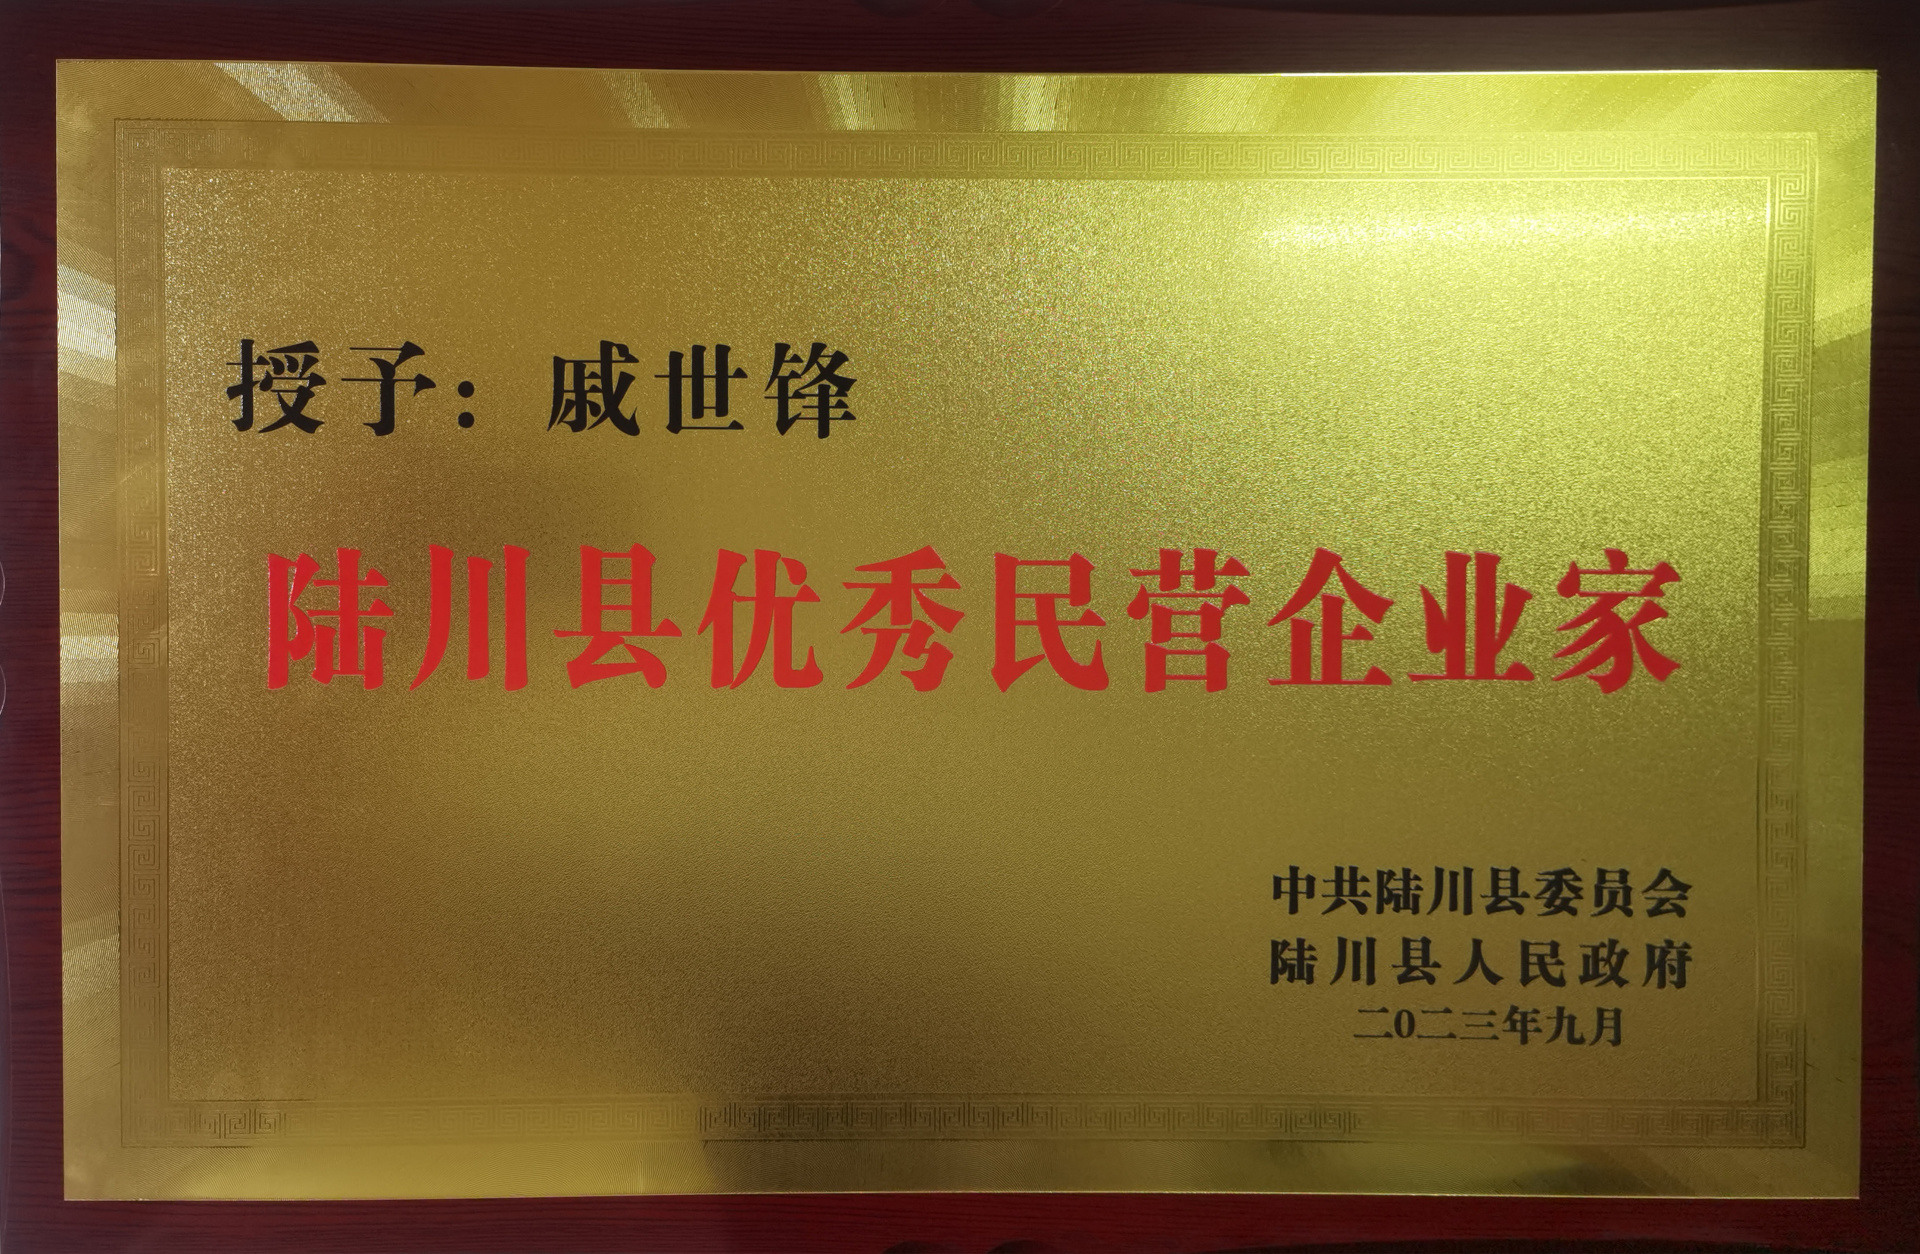 授予：戚世锋
陆川县优秀民营企业家
中共陆川县委员会
陆川县人民政府
二0二三年九月